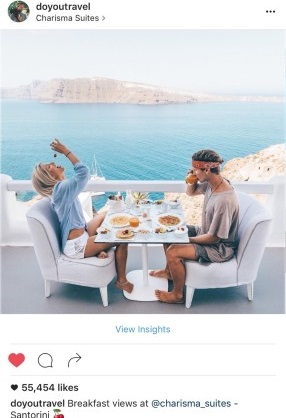 doyoutravel
Charisma Suites >
View Insights
55,454 likes
doyoutravel Breakfast views at @charisma_suites -
Santorini 🍒